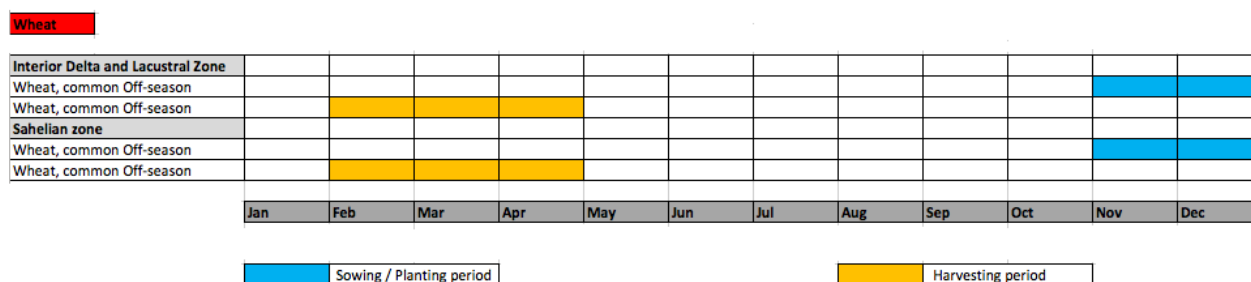 Wheat
Interior Delta and Lacustral Zone
Wheat, common Off-season
Wheat, common Off-season
Sahelian zone
Wheat, common Off-season
Wheat, common Off-season
Jan Feb Mar Apr May Jun Jul Aug Sep Oct Nov Dec
Sowing / Planting period Harvesting period